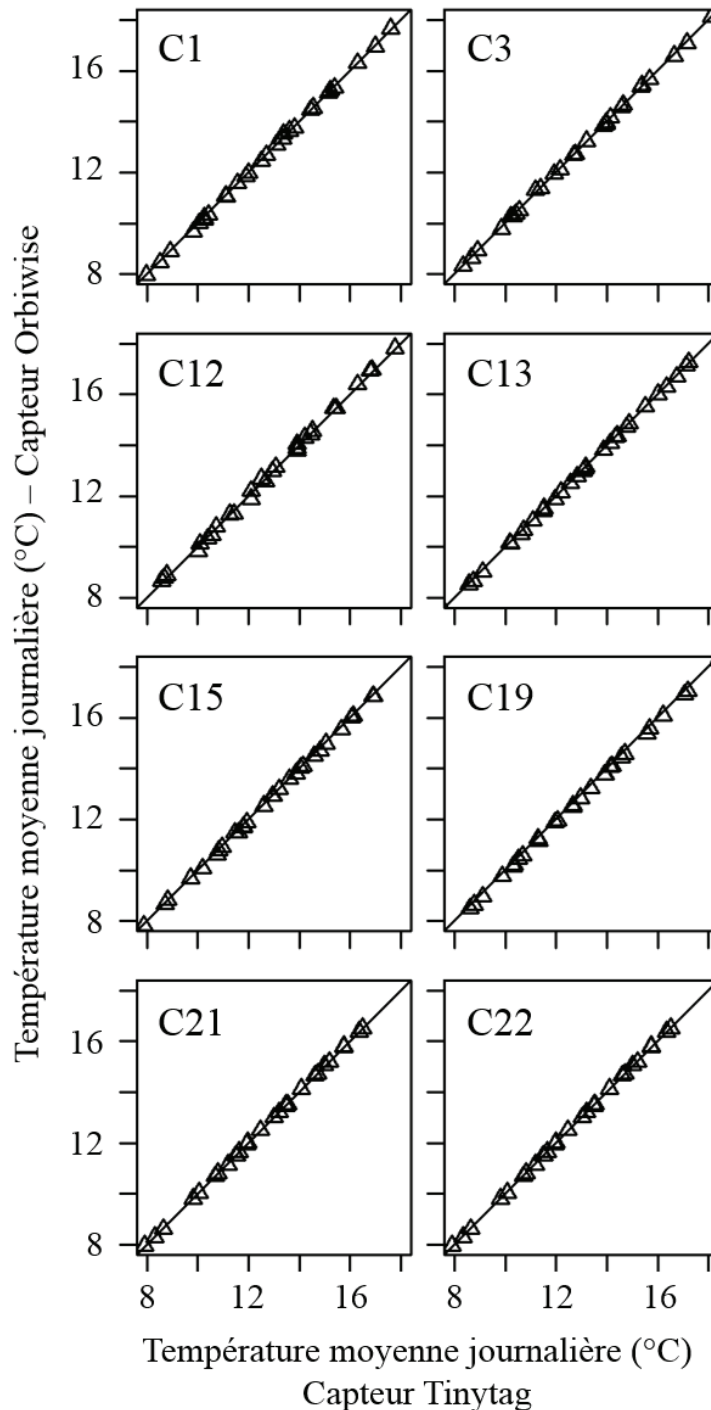 Température moyenne journalière (°C) – Capteur Orbiwise
C1
C3
16
12
8
C12
C13
16
12
8
C15
C19
16
12
8
C21
C22
16
12
8
8 12 16 8 12 16
Température moyenne journalière (°C)
Capteur Tinytag